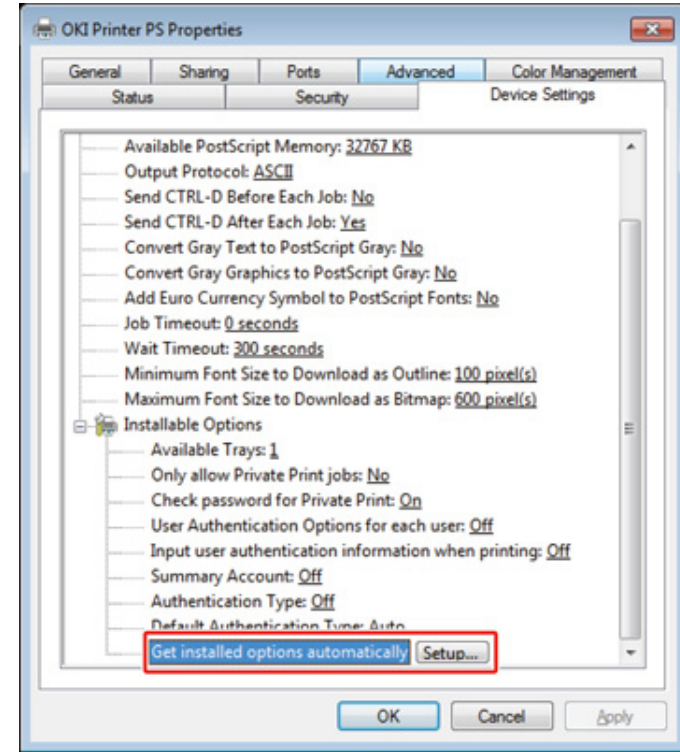 OKI Printer PS Properties
General Sharing Ports Advanced Color Management
Status Security Device Settings
Available PostScript Memory: 32767 KB
Output Protocol: ASCII
Send CTRL-D Before Each Job: No
Send CTRL-D After Each Job: Yes
Convert Gray Text to PostScript Gray: No
Convert Gray Graphics to PostScript Gray: No
Add Euro Currency Symbol to PostScript Fonts: No
Job Timeout: 0 seconds
Wait Timeout: 300 seconds
Minimum Font Size to Download as Outline: 100 pixel(s)
Maximum Font Size to Download as Bitmap: 600 pixel(s)
Installable Options
Available Trays: 1
Only allow Private Print jobs: No
Check password for Private Print: On
User Authentication Options for each user: Off
Input user authentication information when printing: Off
Summary Account: Off
Authentication Type: Off
Default Authentication Type: Auto
Get installed options automatically Setup...
OK Cancel Apply